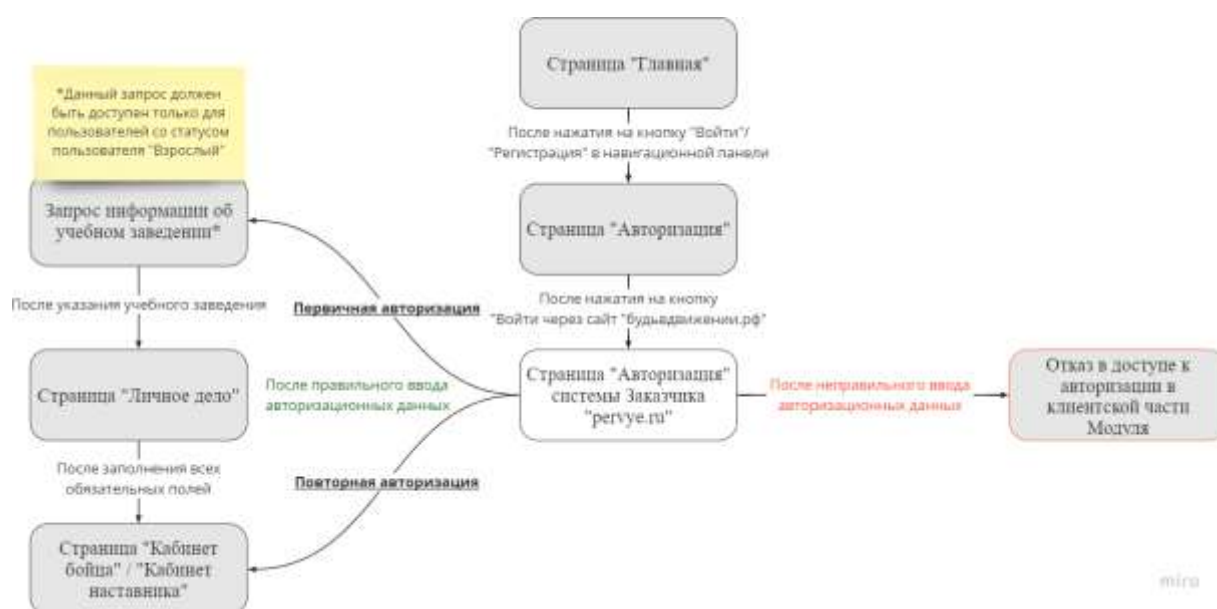 Страница "Главная"
*Данный запрос должен
быть доступен только для
пользователей со статусом
пользователя "Взрослый"
После нажатия на кнопку "Войти"/
"Регистрация" в навигационной панели
Запрос информации об
учебном заведении*
Страница "Авторизация"
После указания учебного заведения
Первичная авторизация
После нажатия на кнопку
"Войти через сайт "будьвдвижении.рф"
Страница "Личное дело"
После правильного ввода
авторизационных данных
Страница "Авторизация"
системы Заказчика
"pervye.ru"
После неправильного ввода
авторизационных данных
Отказ в доступе к
авторизации в
клиентской части
Модуля
После заполнения всех
обязательных полей
Повторная авторизация
Страница "Кабинет
бойца" / "Кабинет
наставника"
miro